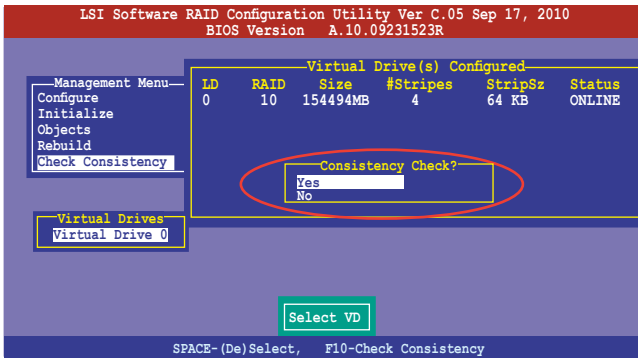 LSI Software RAID Configuration Utility Ver C.05 Sep 17, 2010
BIOS Version A.10.09231523R
Virtual Drive(s) Configured
LD RAID Size #Stripes StripSz Status
0 10 154494MB 4 64 KB ONLINE
Management Menu
Configure
Initialize
Objects
Rebuild
Check Consistency
Consistency Check?
Yes
No
Virtual Drives
Virtual Drive 0
Select VD
SPACE-(De)Select, F10-Check Consistency